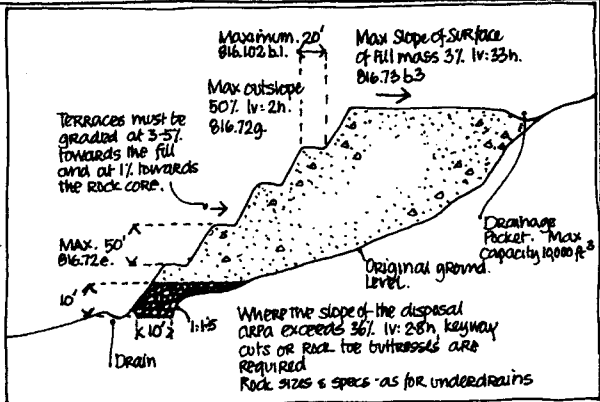 Maximum. 20'
816.102 b.1.
Max Slope of Surface
of fill mass 3% 1v:33h.
816.73 b3
Max outslope
50% 1v:2h.
816.72g.
Terraces must be
graded at 3-5%
towards the fill
and at 1% towards
the Rock core.
MAX. 50'
816.72e.
10'
10'
1:1.5
Drain
Drainage
Pocket. Max
Capacity 10,000 ft3
Original ground
Level.
Where the slope of the disposal
area exceeds 36% 1v:2.8h keyway
cuts or Rock toe buttresses are
required
Rock sizes & specs - as for underdrains